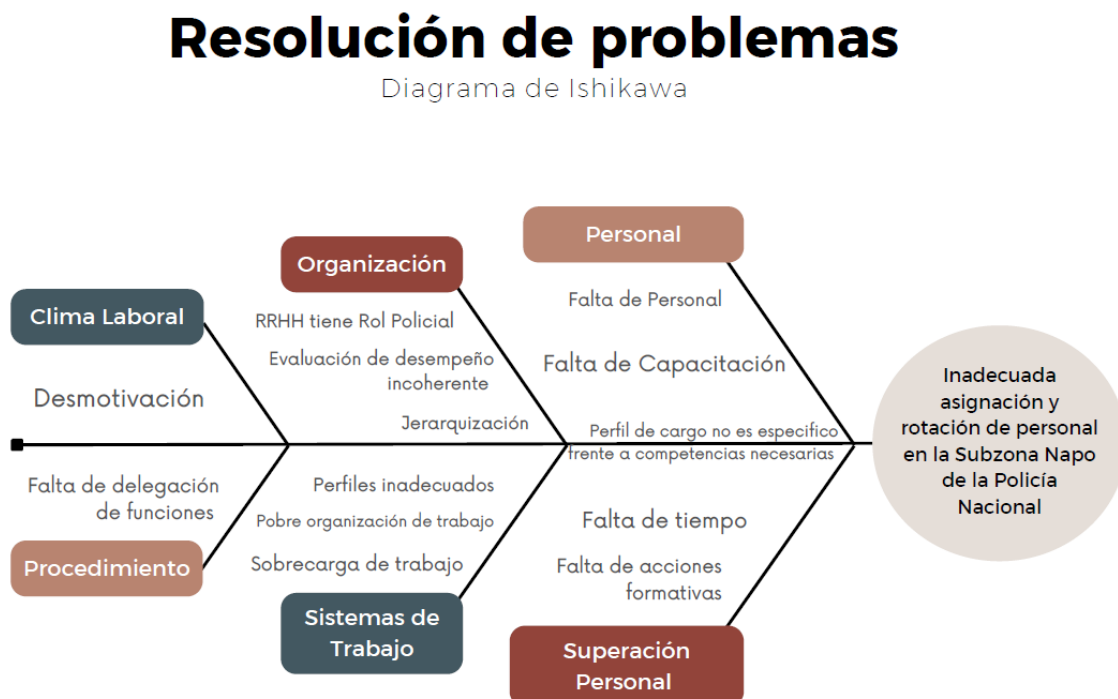 Resolución de problemas
Diagrama de Ishikawa
Personal
Organización
Clima Laboral
Falta de Personal
RRHH tiene Rol Policial
Evaluación de desempeño
incoherente
Falta de Capacitación
Desmotivación
Jerarquización
Perfil de cargo no es especifico
frente a competencias necesarias
Inadecuada
asignación y
rotación de personal
en la Subzona Napo
de la Policía
Nacional
Falta de delegación
de funciones
Perfiles inadecuados
Pobre organización de trabajo
Sobrecarga de trabajo
Falta de tiempo
Falta de acciones
formativas
Procedimiento
Sistemas de
Trabajo
Superación
Personal